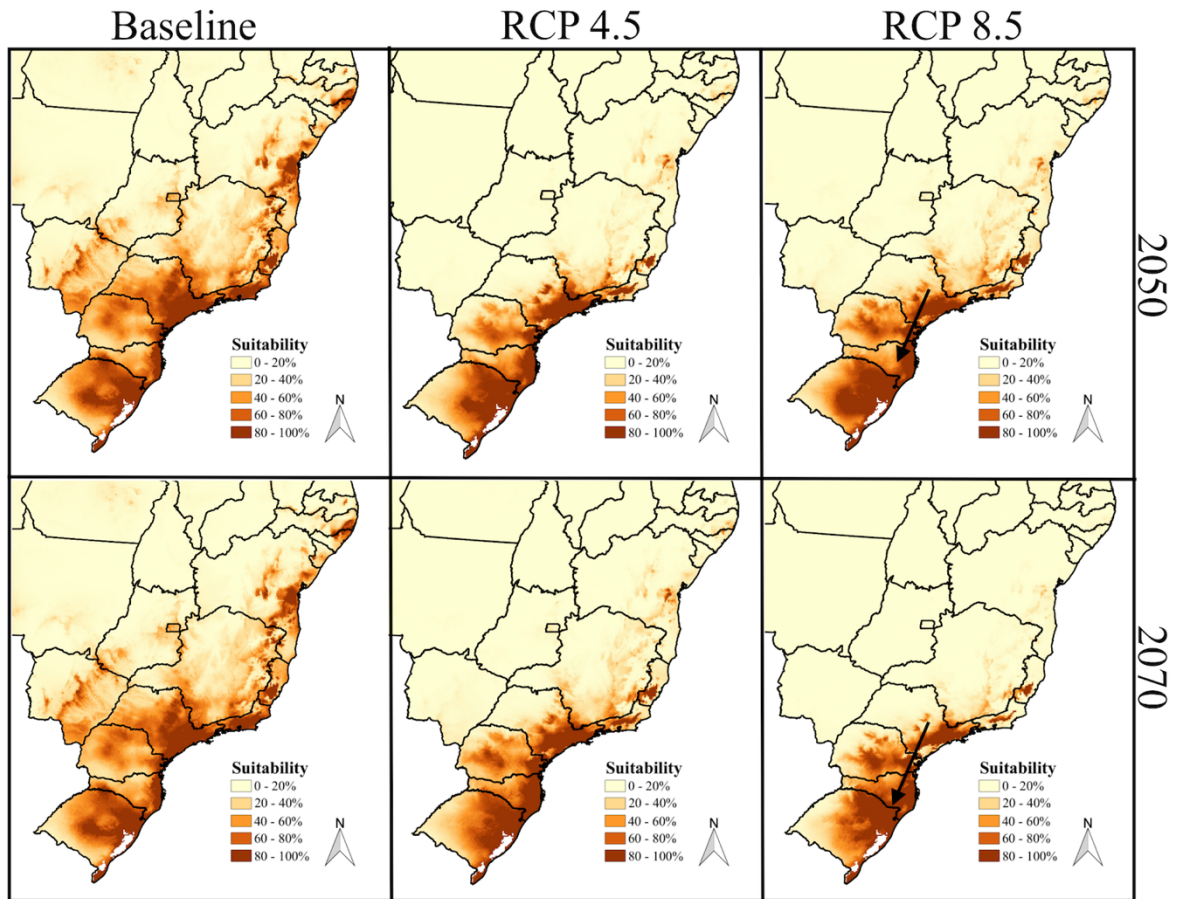 Baseline
RCP 4.5
RCP 8.5
2050
Suitability
0 - 20%
20 - 40%
40 - 60%
60 - 80%
80 - 100%
N
Suitability
0 - 20%
20 - 40%
40 - 60%
60 - 80%
80 - 100%
N
Suitability
0 - 20%
20 - 40%
40 - 60%
60 - 80%
80 - 100%
N
2070
Suitability
0 - 20%
20 - 40%
40 - 60%
60 - 80%
80 - 100%
N
Suitability
0 - 20%
20 - 40%
40 - 60%
60 - 80%
80 - 100%
N
Suitability
0 - 20%
20 - 40%
40 - 60%
60 - 80%
80 - 100%
N